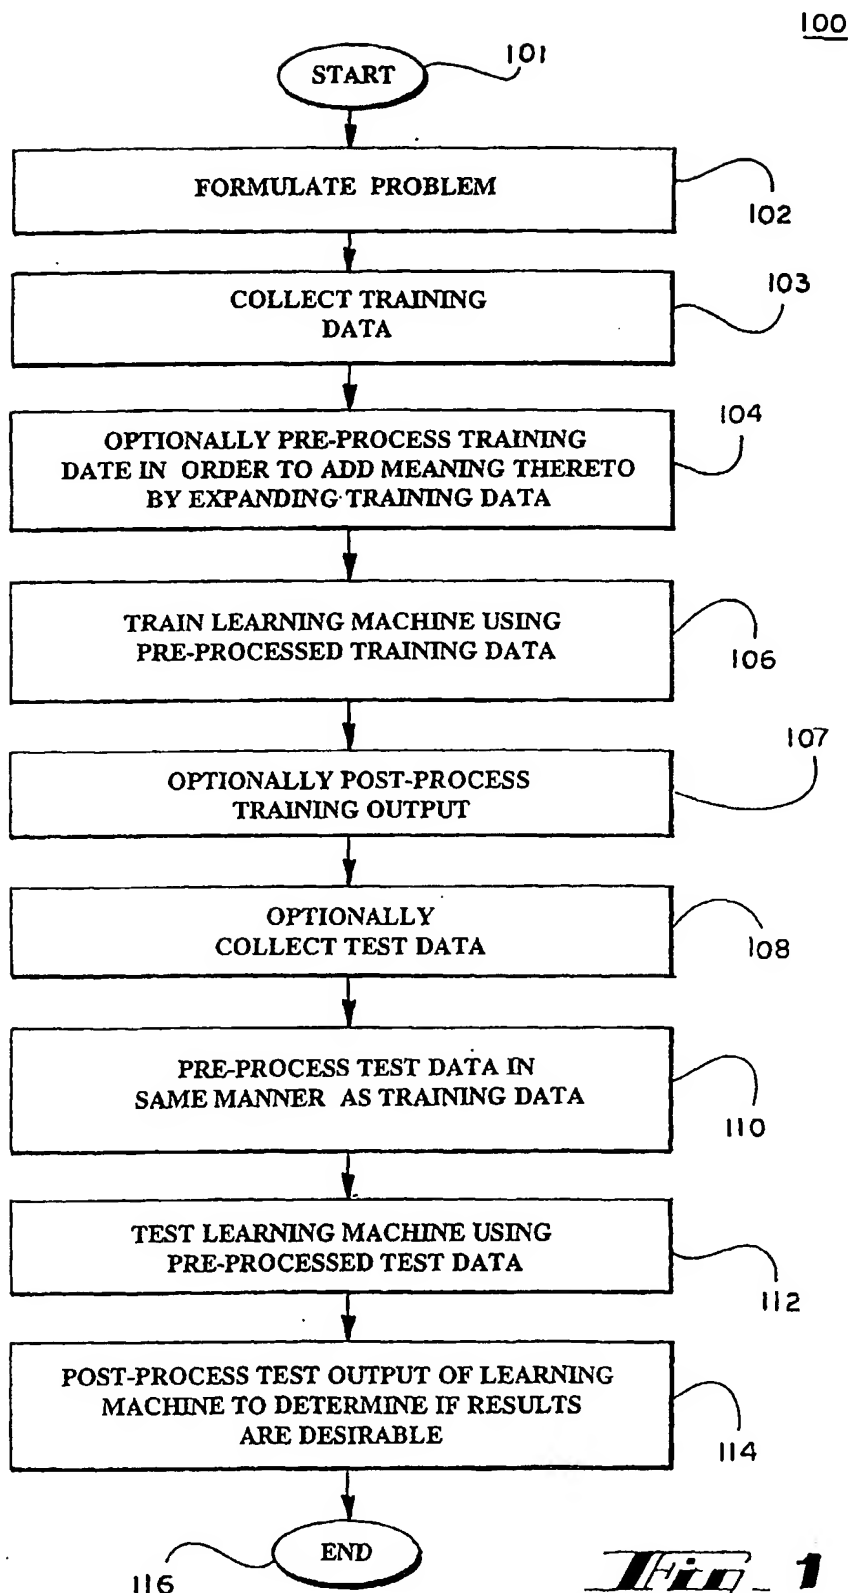 100
START
101
FORMULATE PROBLEM
102
COLLECT TRAINING
DATA
103
OPTIONALLY PRE-PROCESS TRAINING
DATE IN ORDER TO ADD MEANING THERETO
BY EXPANDING TRAINING DATA
104
TRAIN LEARNING MACHINE USING
PRE-PROCESSED TRAINING DATA
106
OPTIONALLY POST-PROCESS
TRAINING OUTPUT
107
OPTIONALLY
COLLECT TEST DATA
108
PRE-PROCESS TEST DATA IN
SAME MANNER AS TRAINING DATA
110
TEST LEARNING MACHINE USING
PRE-PROCESSED TEST DATA
112
POST-PROCESS TEST OUTPUT OF LEARNING
MACHINE TO DETERMINE IF RESULTS
ARE DESIRABLE
114
END
116
Fig_1